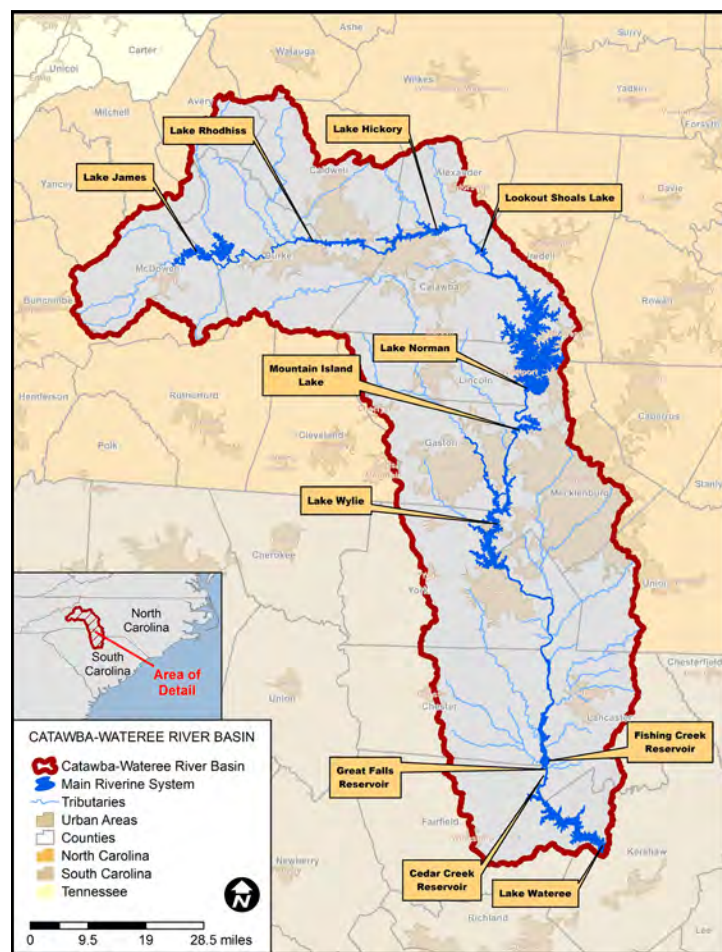 Ashe
Surry
Carter
Watauga
Unicoi
Wilkes
Yadkin
Avery
Mitchell
Forsyth
Lake Rhodhiss
Lake Hickory
Caldwell
Alexander
Lake James
Yancey
Davie
Lookout Shoals Lake
Burke
Iredell
McDowell
Catawba
Buncombe
Rowan
Lake Norman
Mountain Island
Lake
Lincoln
Henderson
Rutherford
Cabarrus
Polk
Cleveland
Gaston
Stanly
Mecklenburg
Lake Wylie
Cherokee
Union
York
North
Carolina
South
Carolina
Area of
Detail
Chesterfield
Union
Chester
Lancaster
Fishing Creek
Reservoir
Great Falls
Reservoir
Fairfield
Kershaw
Newberry
Cedar Creek
Reservoir
Lake Wateree
Richland
Lee
CATAWBA-WATEREE RIVER BASIN
Catawba-Wateree River Basin
Main Riverine System
Tributaries
Urban Areas
Counties
North Carolina
South Carolina
Tennessee
N
0 9.5 19 28.5 miles